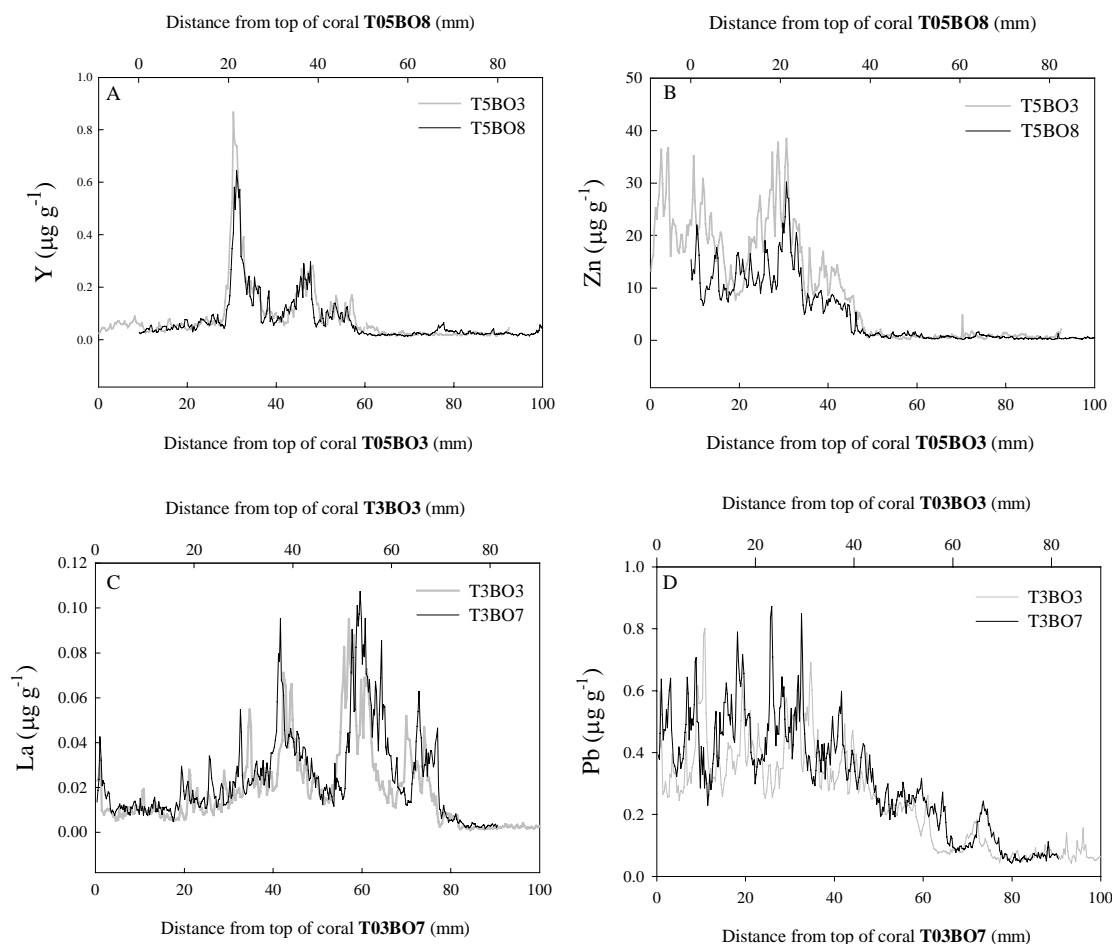 Distance from top of coral T05BO8 (mm)
0 20 40 60 80
A
T5BO3
T5BO8
1.0
0.8
0.6
0.4
0.2
0.0
Y (µg g⁻¹)
0 20 40 60 80 100
Distance from top of coral T05BO3 (mm)
Distance from top of coral T05BO8 (mm)
0 20 40 60 80
B
T5BO3
T5BO8
50
40
30
20
10
0
Zn (µg g⁻¹)
0 20 40 60 80 100
Distance from top of coral T05BO3 (mm)
Distance from top of coral T3BO3 (mm)
0 20 40 60 80
C
T3BO3
T3BO7
0.12
0.10
0.08
0.06
0.04
0.02
0.00
La (µg g⁻¹)
0 20 40 60 80 100
Distance from top of coral T03BO7 (mm)
Distance from top of coral T03BO3 (mm)
0 20 40 60 80
D
T3BO3
T3BO7
1.0
0.8
0.6
0.4
0.2
0.0
Pb (µg g⁻¹)
0 20 40 60 80 100
Distance from top of coral T03BO7 (mm)